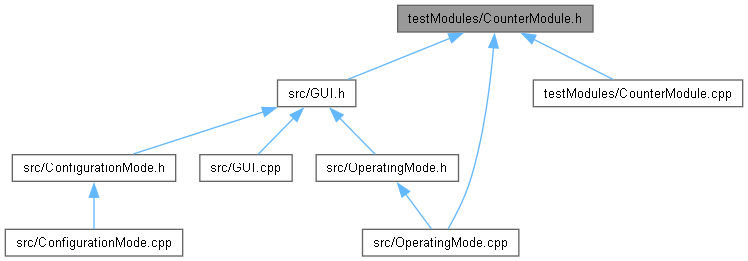 testModules/CounterModule.h
src/GUI.h
testModules/CounterModule.cpp
src/ConfigurationMode.h
src/GUI.cpp
src/OperatingMode.h
src/ConfigurationMode.cpp
src/OperatingMode.cpp